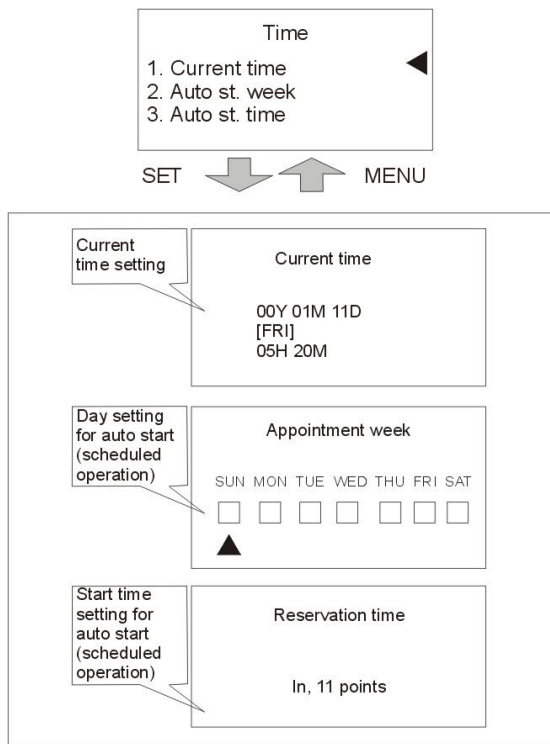 Time
1. Current time
2. Auto st. week
3. Auto st. time
SET MENU
Current
time setting
Current time
00Y 01M 11D
[FRI]
05H 20M
Day setting
for auto start
(scheduled
operation)
Appointment week
SUN MON TUE WED THU FRI SAT
Start time
setting for
auto start
(scheduled
operation)
Reservation time
In, 11 points